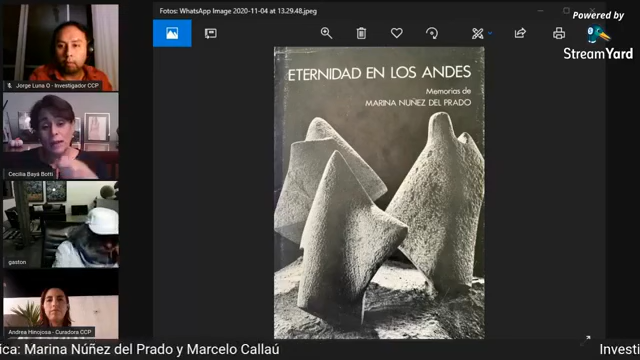 Fotos: WhatsApp Image 2020-11-04 at 13.29.48.jpeg
Powered by
StreamYard
ETERNIDAD EN LOS ANDES
Memorias de
MARINA NUÑEZ DEL PRADO
Jorge Luna O - Investigador CCP
Cecilia Baya Botti
gaston
Andrea Hinojosa - Curadora CCP
ica: Marina Núñez del Prado y Marcelo Callaú
Investi